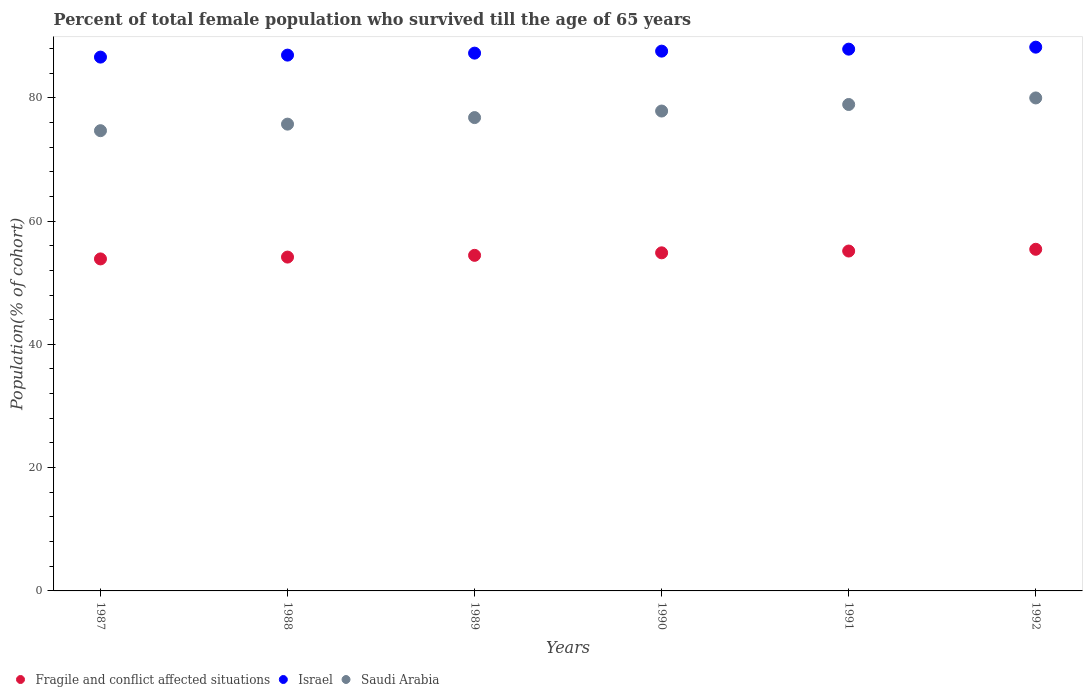 Percent of total female population who survived till the age of 65 years
Population(% of cohort)
80
60
40
20
0
1987
1988
1989
1990
1991
1992
Years
Fragile and conflict affected situations
Israel
Saudi Arabia